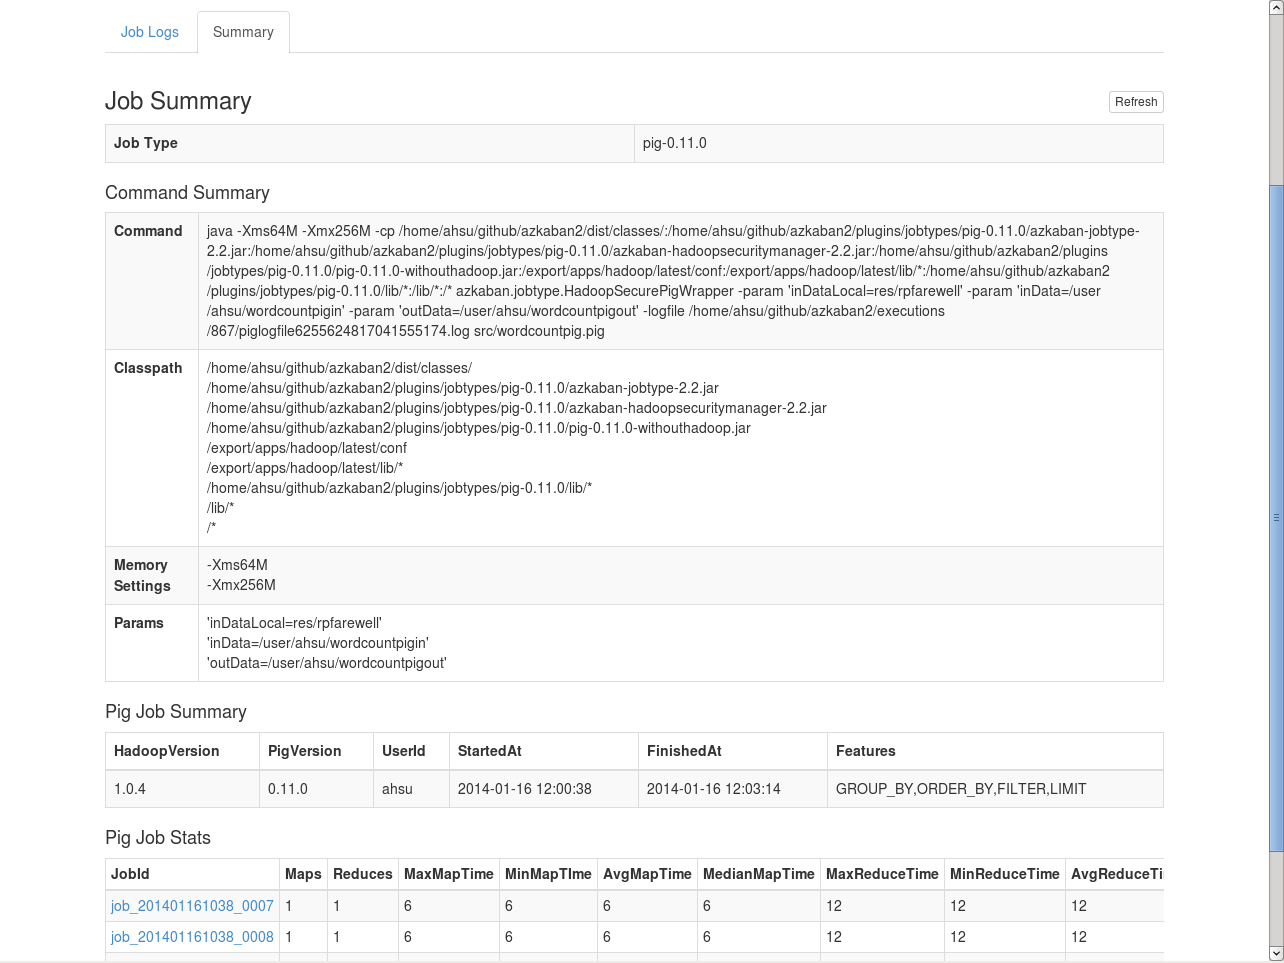 Job Logs Summary
Job Summary
Refresh
Job Type pig-0.11.0
Command Summary
Command java -Xms64M -Xmx256M -cp /home/ahsu/github/azkaban2/dist/classes/:/home/ahsu/github/azkaban2/plugins/jobtypes/pig-0.11.0/azkaban-jobtype-
2.2.jar:/home/ahsu/github/azkaban2/plugins/jobtypes/pig-0.11.0/azkaban-hadoopsecuritymanager-2.2.jar:/home/ahsu/github/azkaban2/plugins
/jobtypes/pig-0.11.0/pig-0.11.0-withouthadoop.jar:/export/apps/hadoop/latest/conf:/export/apps/hadoop/latest/lib/*:/home/ahsu/github/azkaban2
/plugins/jobtypes/pig-0.11.0/lib/*:/lib/*:/* azkaban.jobtype.HadoopSecurePigWrapper -param 'inDataLocal=res/rpfarewell' -param 'inData=/user
/ahsu/wordcountpigin' -param 'outData=/user/ahsu/wordcountpigout' -logfile /home/ahsu/github/azkaban2/executions
/867/piglogfile6255624817041555174.log src/wordcountpig.pig
Classpath /home/ahsu/github/azkaban2/dist/classes/
/home/ahsu/github/azkaban2/plugins/jobtypes/pig-0.11.0/azkaban-jobtype-2.2.jar
/home/ahsu/github/azkaban2/plugins/jobtypes/pig-0.11.0/azkaban-hadoopsecuritymanager-2.2.jar
/home/ahsu/github/azkaban2/plugins/jobtypes/pig-0.11.0/pig-0.11.0-withouthadoop.jar
/export/apps/hadoop/latest/conf
/export/apps/hadoop/latest/lib/*
/home/ahsu/github/azkaban2/plugins/jobtypes/pig-0.11.0/lib/*
/lib/*
/*
Memory -Xms64M
Settings -Xmx256M
Params 'inDataLocal=res/rpfarewell'
'inData=/user/ahsu/wordcountpigin'
'outData=/user/ahsu/wordcountpigout'
Pig Job Summary
HadoopVersion PigVersion UserId StartedAt FinishedAt Features
1.0.4 0.11.0 ahsu 2014-01-16 12:00:38 2014-01-16 12:03:14 GROUP_BY,ORDER_BY,FILTER,LIMIT
Pig Job Stats
JobId Maps Reduces MaxMapTime MinMapTIme AvgMapTime MedianMapTime MaxReduceTime MinReduceTime AvgReduceTi
job_201401161038_0007 1 1 6 6 6 6 12 12 12
job_201401161038_0008 1 1 6 6 6 6 12 12 12